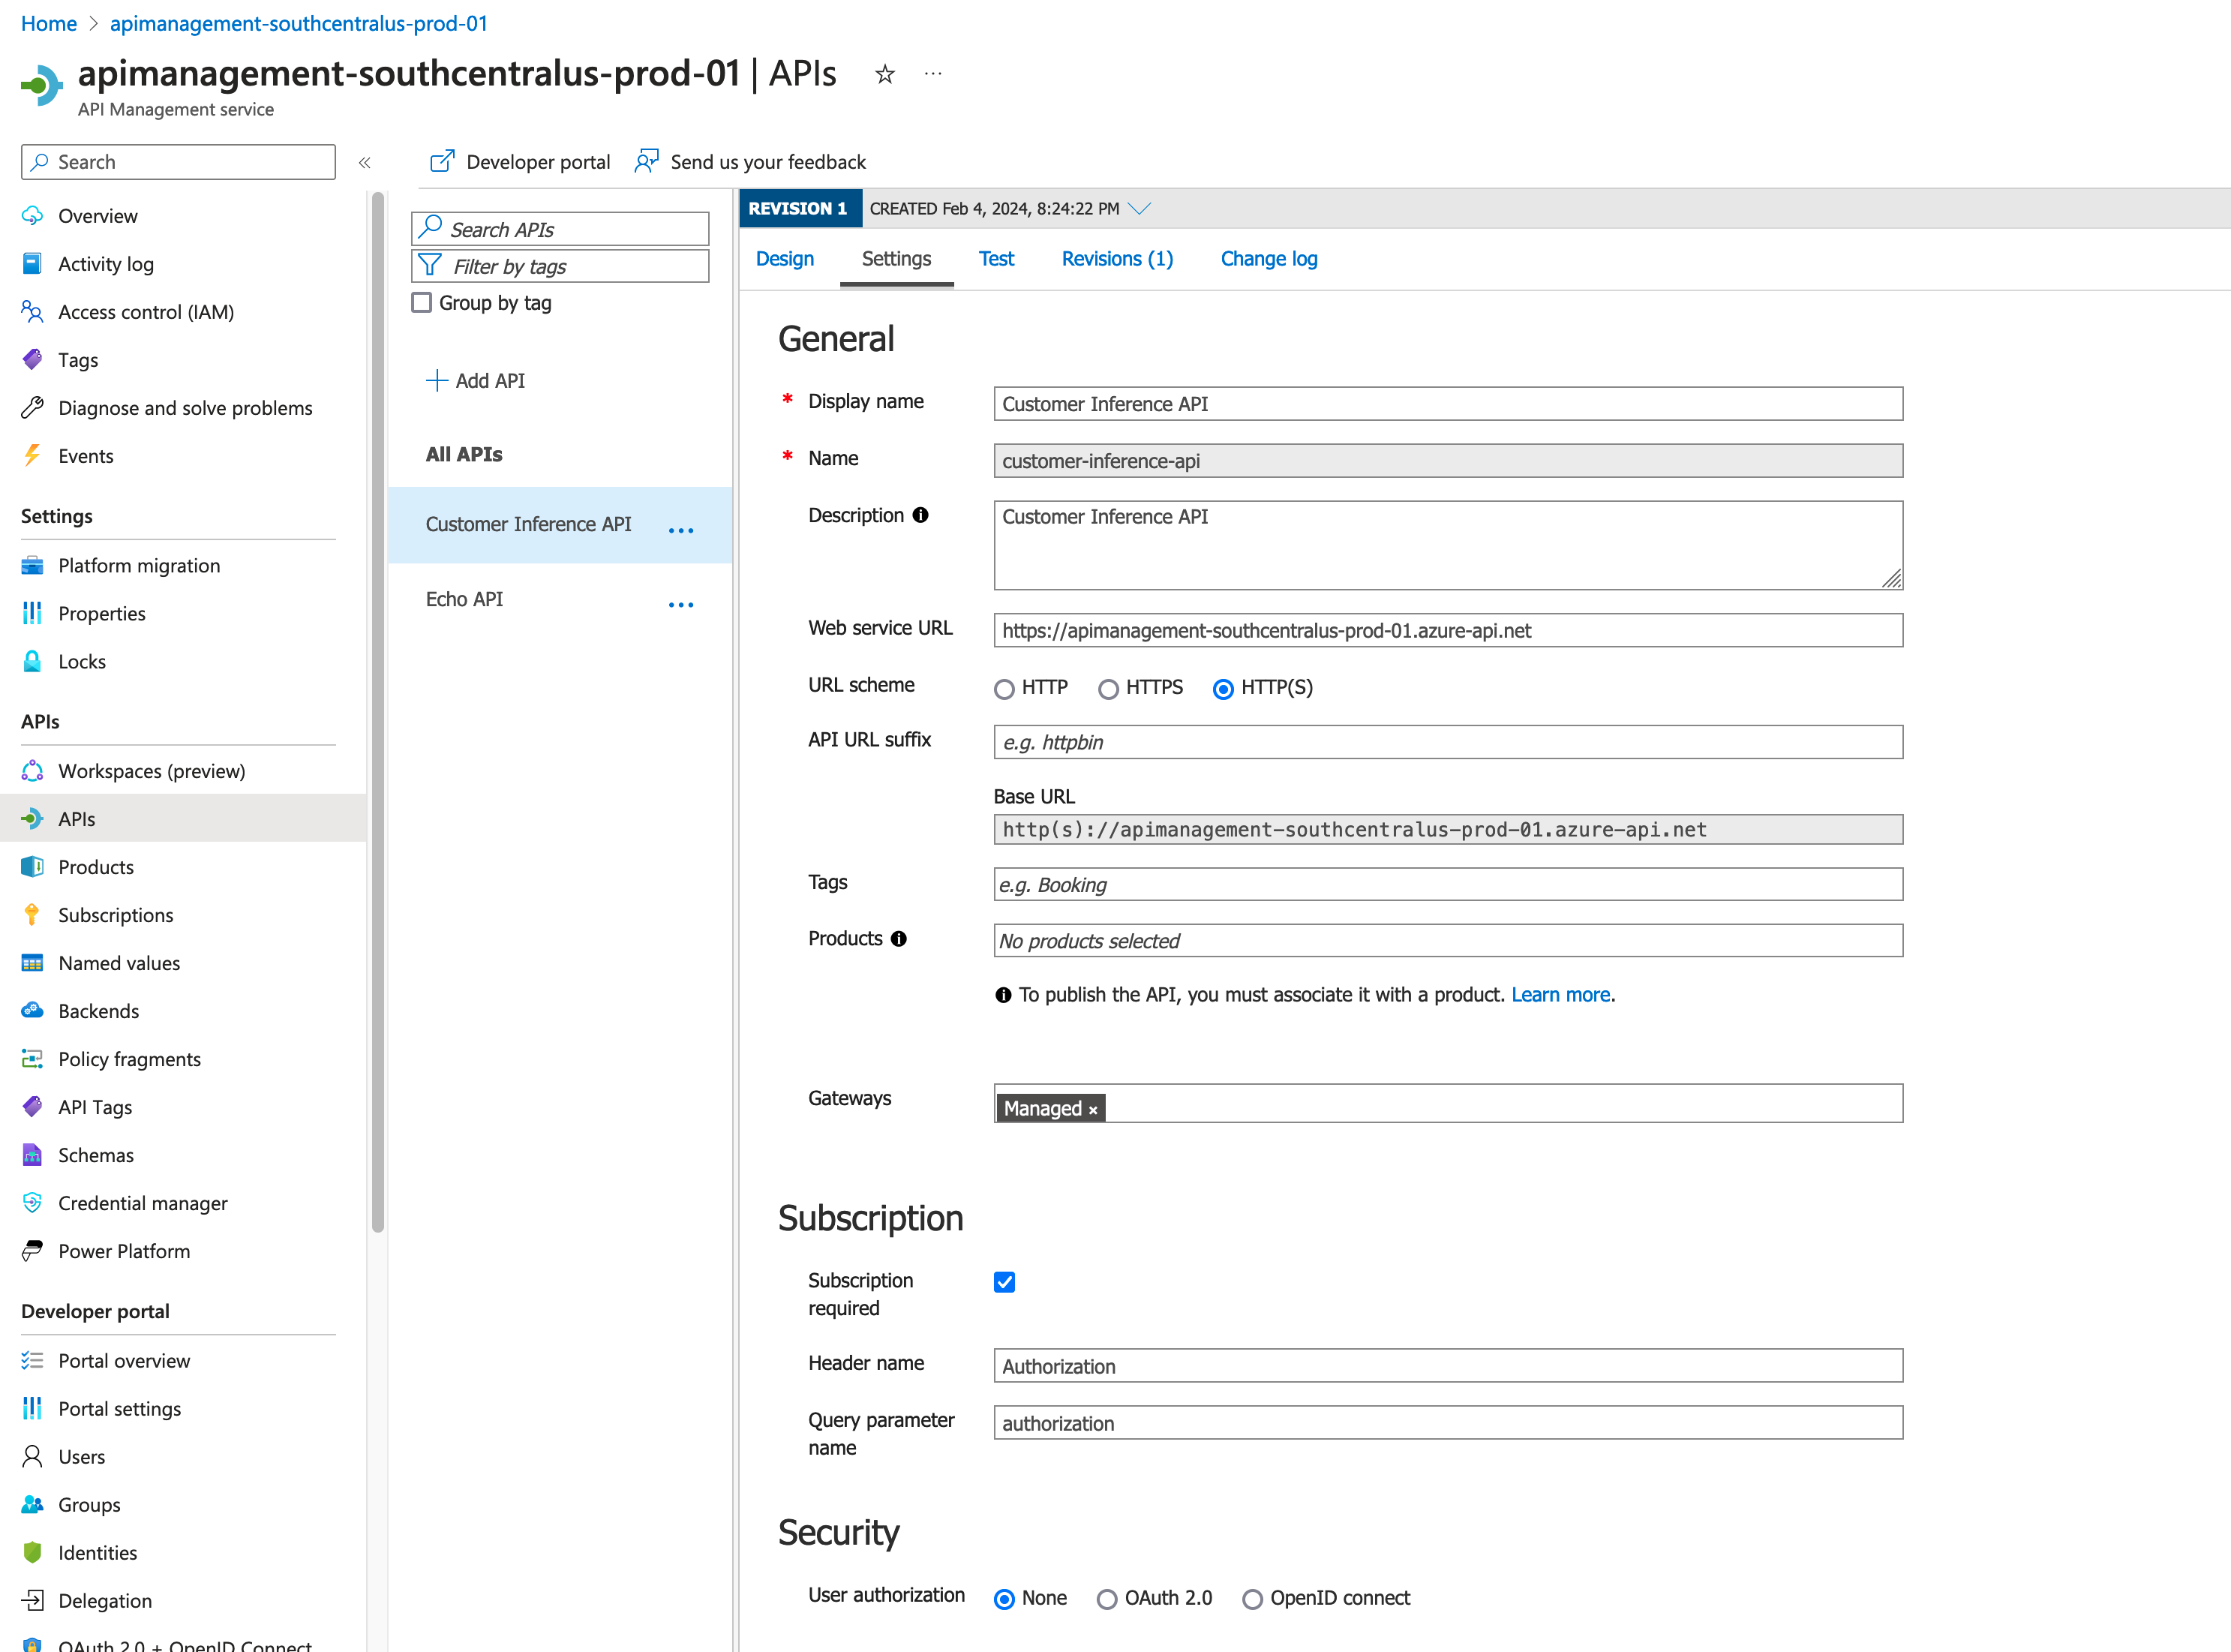 Home > apimanagement-southcentralus-prod-01
apimanagement-southcentralus-prod-01 | APIs
API Management service
Search
Overview
Activity log
Access control (IAM)
Tags
Diagnose and solve problems
Events
Settings
Platform migration
Properties
Locks
APIs
Workspaces (preview)
APIs
Products
Subscriptions
Named values
Backends
Policy fragments
API Tags
Schemas
Credential manager
Power Platform
Developer portal
Portal overview
Portal settings
Users
Groups
Identities
Delegation
OAuth 2.0 + OpenID Connect
Developer portal
Send us your feedback
Search APIs
Filter by tags
Group by tag
Add API
All APIs
Customer Inference API
Echo API
REVISION 1 CREATED Feb 4, 2024, 8:24:22 PM
Design Settings Test Revisions (1) Change log
General
* Display name
Customer Inference API
* Name
customer-inference-api
Description
Customer Inference API
Web service URL
https://apimanagement-southcentralus-prod-01.azure-api.net
URL scheme
HTTP HTTPS HTTP(S)
API URL suffix
e.g. httpbin
Base URL
http(s)://apimanagement-southcentralus-prod-01.azure-api.net
Tags
e.g. Booking
Products
No products selected
To publish the API, you must associate it with a product. Learn more.
Gateways
Managed ×
Subscription
Subscription
required
Header name
Authorization
Query parameter
name
authorization
Security
User authorization
None OAuth 2.0 OpenID connect